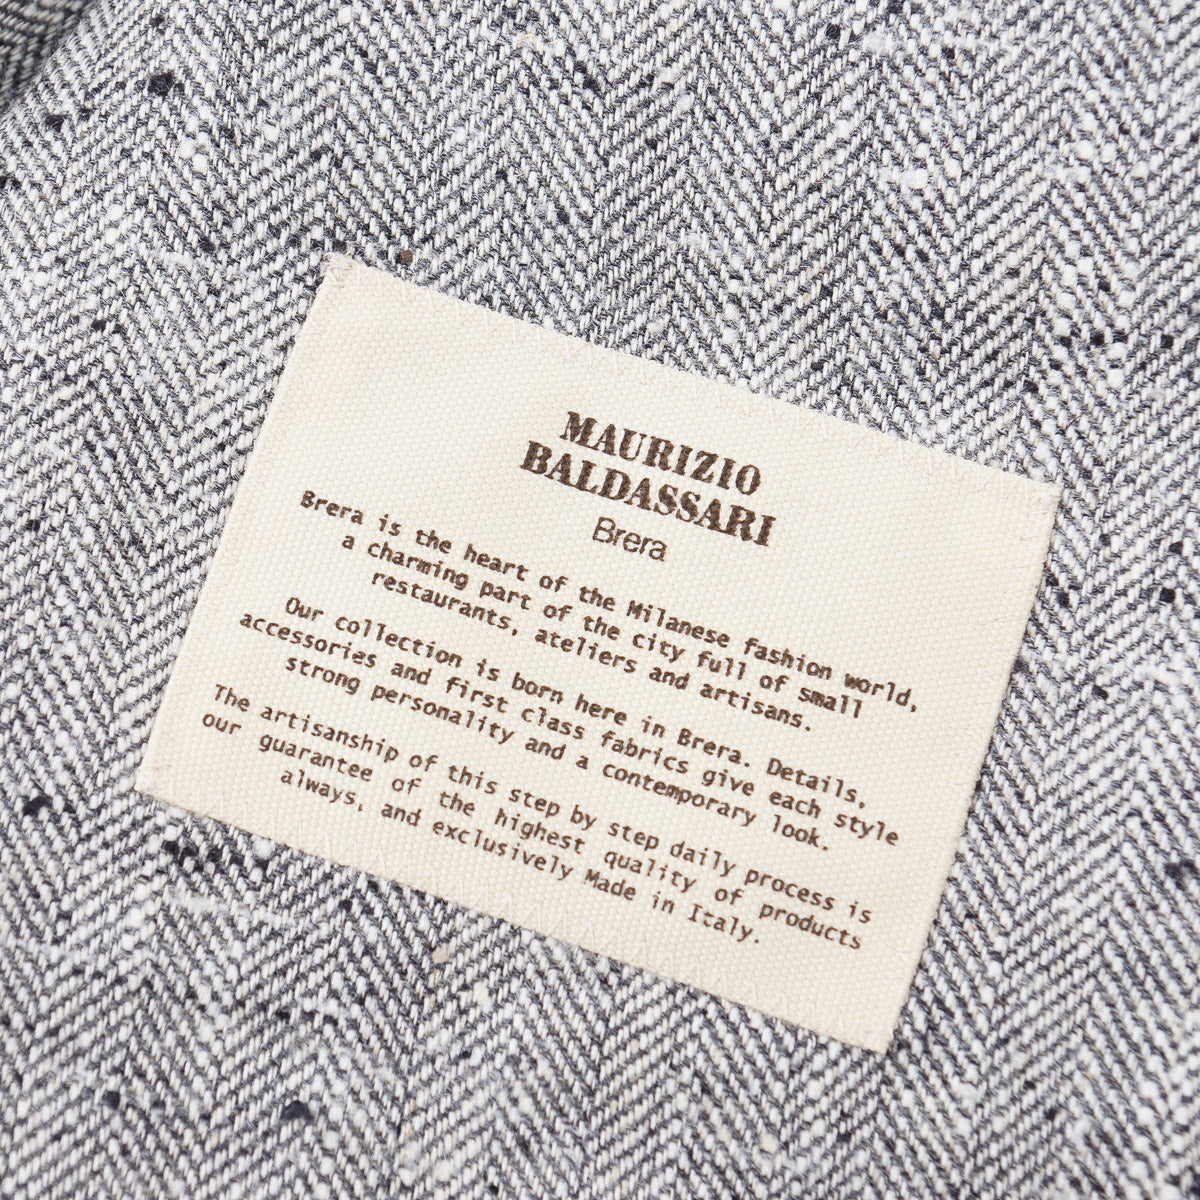 MAURIZIO
BALDASSARI
Brera
Brera is the heart of the Milanese fashion world,
a charming part of the city full of small
restaurants, ateliers and artisans.
Our collection is born here in Brera. Details,
accessories and first class fabrics give each style
strong personality and a contemporary look.
The artisanship of this step by step daily process is
our guarantee of the highest quality of products
always, and exclusively Made in Italy.